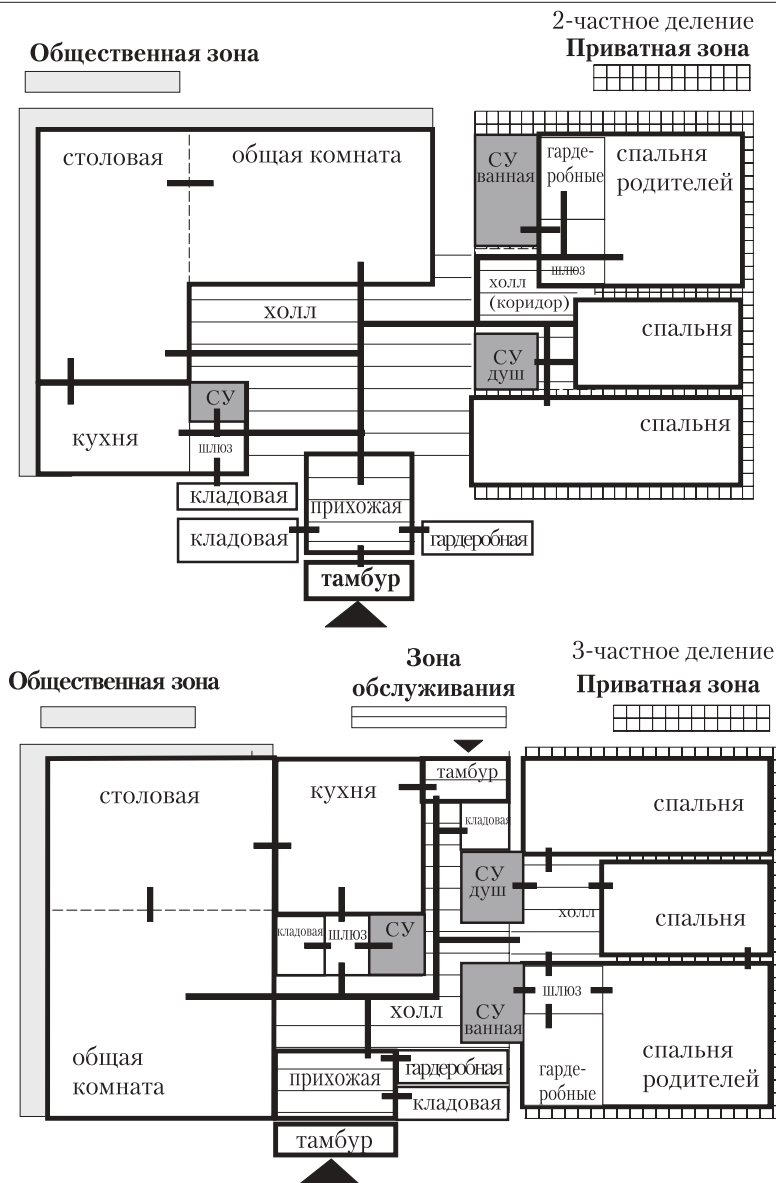 2-частное деление
Общественная зона
Приватная зона
столовая
общая комната
СУ
ванная
гарде-
робные
спальня
родителей
шлюз
холл
(коридор)
холл
спальня
СУ
душ
СУ
спальня
кухня
шлюз
кладовая
прихожая
кладовая
гардеробная
тамбур
3-частное деление
Зона
обслуживания
Общественная зона
Приватная зона
тамбур
столовая
кухня
спальня
кладовая
СУ
душ
холл
спальня
кладовая
шлюз
СУ
шлюз
холл
СУ
ванная
общая
комната
спальня
родителей
гарде-
робные
прихожая
гардеробная
кладовая
тамбур